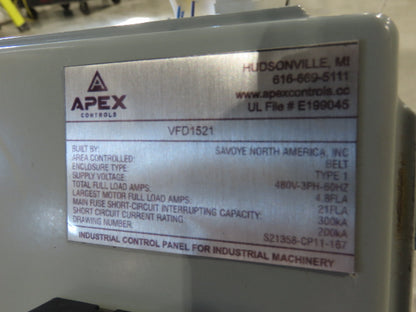 APEX
CONTROLS
HUDSONVILLE, MI
616-669-5111
www.apexcontrols.cc
UL File # E199045
VFD1521
BUILT BY: SAVOYE NORTH AMERICA, INC
AREA CONTROLLED: BELT
ENCLOSURE TYPE: TYPE 1
SUPPLY VOLTAGE: 480V-3PH-60HZ
TOTAL FULL LOAD AMPS: 4.8FLA
LARGEST MOTOR FULL LOAD AMPS: 21FLA
MAIN FUSE SHORT-CIRCUIT INTERRUPTING CAPACITY: 300kA
SHORT CIRCUIT CURRENT RATING: 200kA
DRAWING NUMBER: S21358-CP11-167
INDUSTRIAL CONTROL PANEL FOR INDUSTRIAL MACHINERY